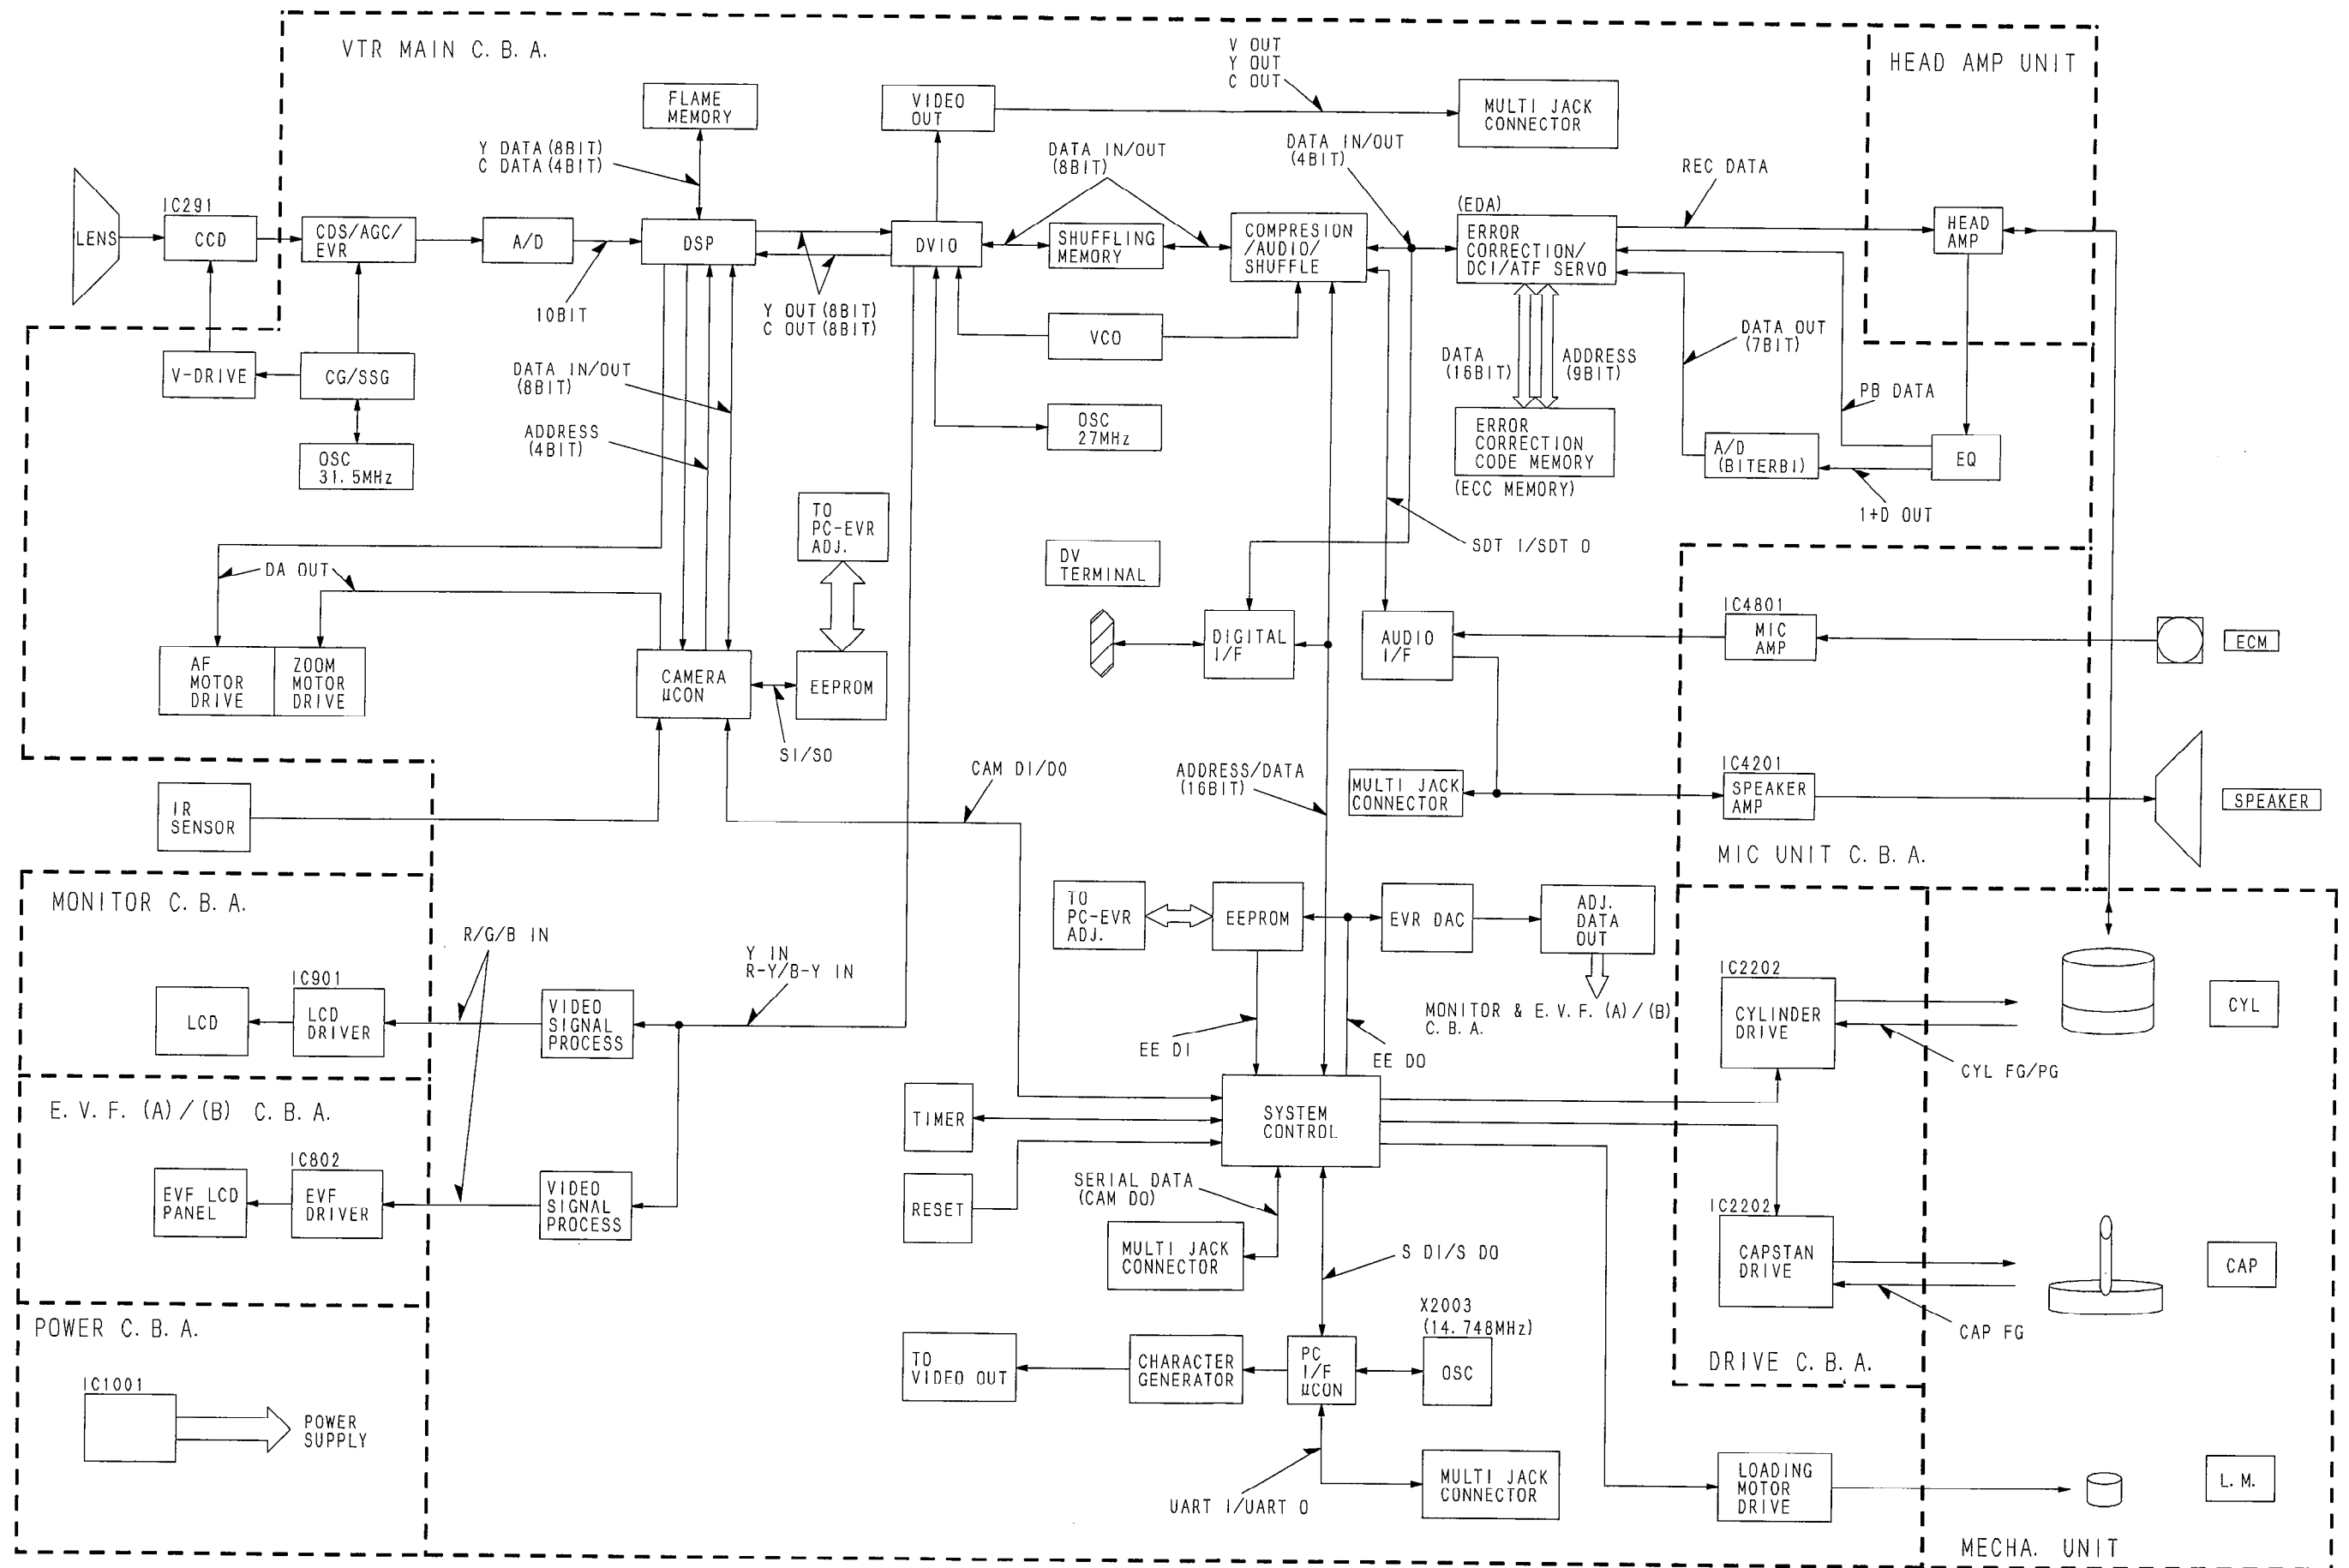 VTR MAIN C. B. A.
HEAD AMP UNIT
V OUT
Y OUT
C OUT
FLAME
MEMORY
VIDEO
OUT
MULTI JACK
CONNECTOR
Y DATA (8BIT)
C DATA (4BIT)
DATA IN/OUT
(8BIT)
DATA IN/OUT
(4BIT)
REC DATA
LENS
IC291
CCD
CDS/AGC/
EVR
A/D
DSP
DVIO
SHUFFLING
MEMORY
COMPRESION
/AUDIO/
SHUFFLE
(EDA)
ERROR
CORRECTION/
DCI/ATF SERVO
HEAD
AMP
10BIT
Y OUT (8BIT)
C OUT (8BIT)
VCO
DATA
(16BIT)
ADDRESS
(9BIT)
DATA OUT
(7BIT)
V-DRIVE
CG/SSG
DATA IN/OUT
(8BIT)
PB DATA
ADDRESS
(4BIT)
OSC
27MHz
ERROR
CORRECTION
CODE MEMORY
(ECC MEMORY)
A/D
(BITERBI)
EQ
OSC
31. 5MHz
1+D OUT
TO
PC-EVR
ADJ.
DV
TERMINAL
SDT I/SDT O
DA OUT
AF
MOTOR
DRIVE
ZOOM
MOTOR
DRIVE
CAMERA
µCON
EEPROM
DIGITAL
I/F
AUDIO
I/F
IC4801
MIC
AMP
ECM
SI/SO
CAM DI/DO
ADDRESS/DATA
(16BIT)
MULTI JACK
CONNECTOR
IC4201
SPEAKER
AMP
SPEAKER
IR
SENSOR
MIC UNIT C. B. A.
MONITOR C. B. A.
R/G/B IN
Y IN
R-Y/B-Y IN
TO
PC-EVR
ADJ.
EEPROM
EVR DAC
ADJ.
DATA
OUT
LCD
IC901
LCD
DRIVER
VIDEO
SIGNAL
PROCESS
MONITOR & E. V. F. (A) / (B)
C. B. A.
IC2202
CYLINDER
DRIVE
CYL
EE DI
EE DO
CYL FG/PG
E. V. F. (A) / (B) C. B. A.
TIMER
SYSTEM
CONTROL
EVF LCD
PANEL
IC802
EVF
DRIVER
VIDEO
SIGNAL
PROCESS
RESET
SERIAL DATA
(CAM DO)
MULTI JACK
CONNECTOR
S DI/S DO
IC2202
CAPSTAN
DRIVE
CAP
CAP FG
POWER C. B. A.
X2003
(14. 748MHz)
TO
VIDEO OUT
CHARACTER
GENERATOR
PC
I/F
µCON
OSC
DRIVE C. B. A.
IC1001
POWER
SUPPLY
UART I/UART O
MULTI JACK
CONNECTOR
LOADING
MOTOR
DRIVE
L. M.
MECHA. UNIT